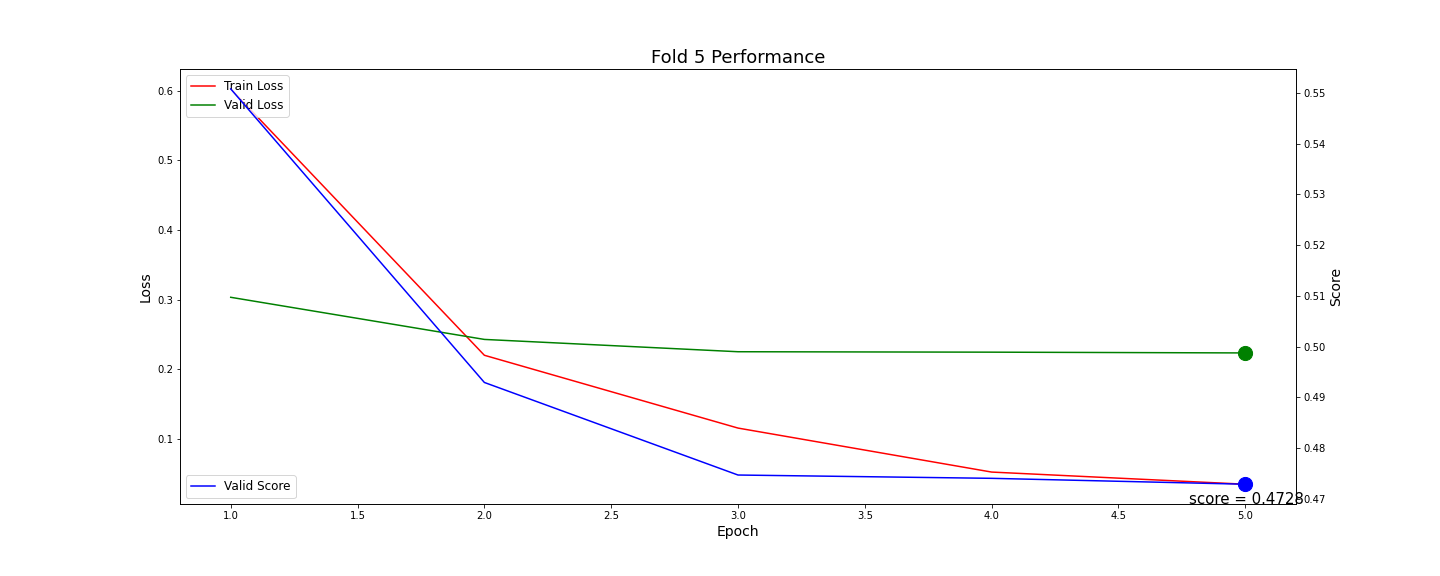 Fold 5 Performance
Train Loss
Valid Loss
Valid Score
0.6
0.5
0.4
0.3
0.2
0.1
Loss
0.55
0.54
0.53
0.52
0.51
0.50
0.49
0.48
0.47
Score
score = 0.4728
1.0 1.5 2.0 2.5 3.0 3.5 4.0 4.5 5.0
Epoch